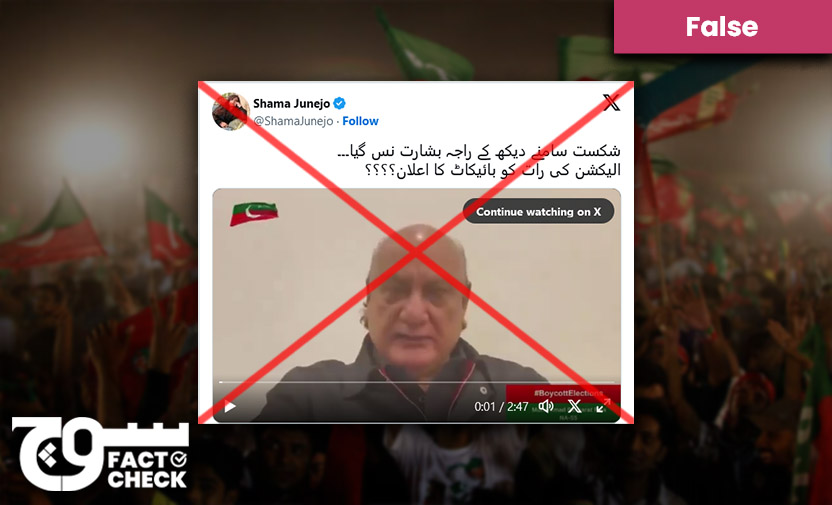 False
Shama Junejo
@ShamaJunejo · Follow
شکست سامنے دیکھ کے راجہ بشارت نس گیا۔۔۔
الیکشن کی رات کو بائیکاٹ کا اعلان؟؟؟؟
Continue watching on X
#BoycottElections
0:01 / 2:47
سوچ
FACT
CHECK